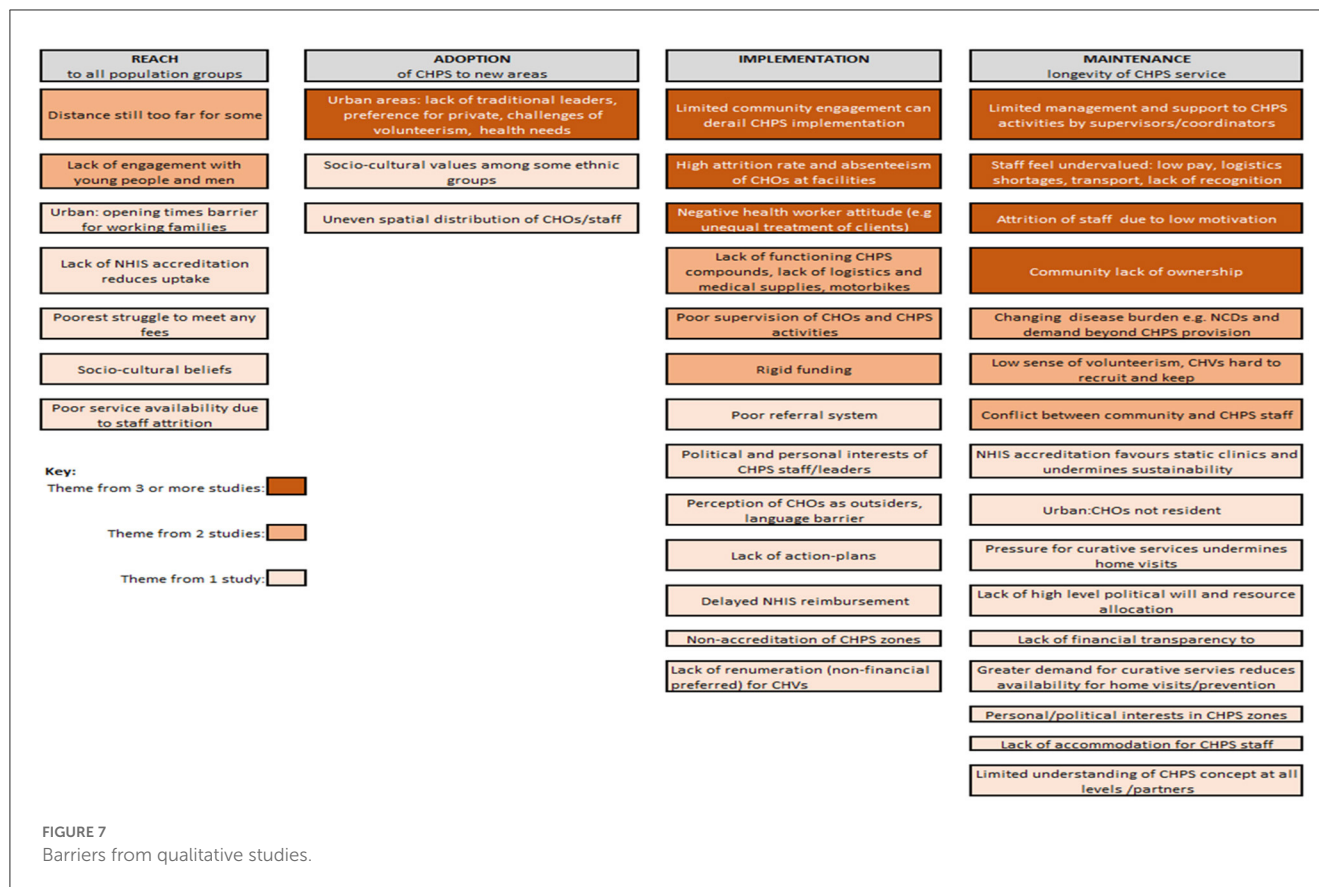 REACH
to all population groups
Distance still too far for some
Lack of engagement with
young people and men
Urban: opening times barrier
for working families
Lack of NHIS accreditation
reduces uptake
Poorest struggle to meet any
fees
Socio-cultural beliefs
Poor service availability due
to staff attrition
Key:
Theme from 3 or more studies:
Theme from 2 studies:
Theme from 1 study:
ADOPTION
of CHPS to new areas
Urban areas: lack of traditional leaders,
preference for private, challenges of
volunteerism, health needs
Socio-cultural values among some ethnic
groups
Uneven spatial distribution of CHOs/staff
IMPLEMENTATION
Limited community engagement can
derail CHPS implementation
High attrition rate and absenteeism
of CHOs at facilities
Negative health worker attitude (e.g
unequal treatment of clients)
Lack of functioning CHPS
compounds, lack of logistics and
medical supplies, motorbikes
Poor supervision of CHOs and CHPS
activities
Rigid funding
Poor referral system
Political and personal interests of
CHPS staff/leaders
Perception of CHOs as outsiders,
language barrier
Lack of action-plans
Delayed NHIS reimbursement
Non-accreditation of CHPS zones
Lack of renumeration (non-financial
preferred) for CHVs
MAINTENANCE
longevity of CHPS service
Limited management and support to CHPS
activities by supervisors/coordinators
Staff feel undervalued: low pay, logistics
shortages, transport, lack of recognition
Attrition of staff due to low motivation
Community lack of ownership
Changing disease burden e.g. NCDs and
demand beyond CHPS provision
Low sense of volunteerism, CHVs hard to
recruit and keep
Conflict between community and CHPS staff
NHIS accreditation favours static clinics and
undermines sustainability
Urban:CHOs not resident
Pressure for curative services undermines
home visits
Lack of high level political will and resource
allocation
Lack of financial transparency to
Greater demand for curative servies reduces
availability for home visits/prevention
Personal/political interests in CHPS zones
Lack of accommodation for CHPS staff
Limited understanding of CHPS concept at all
levels /partners
FIGURE 7
Barriers from qualitative studies.